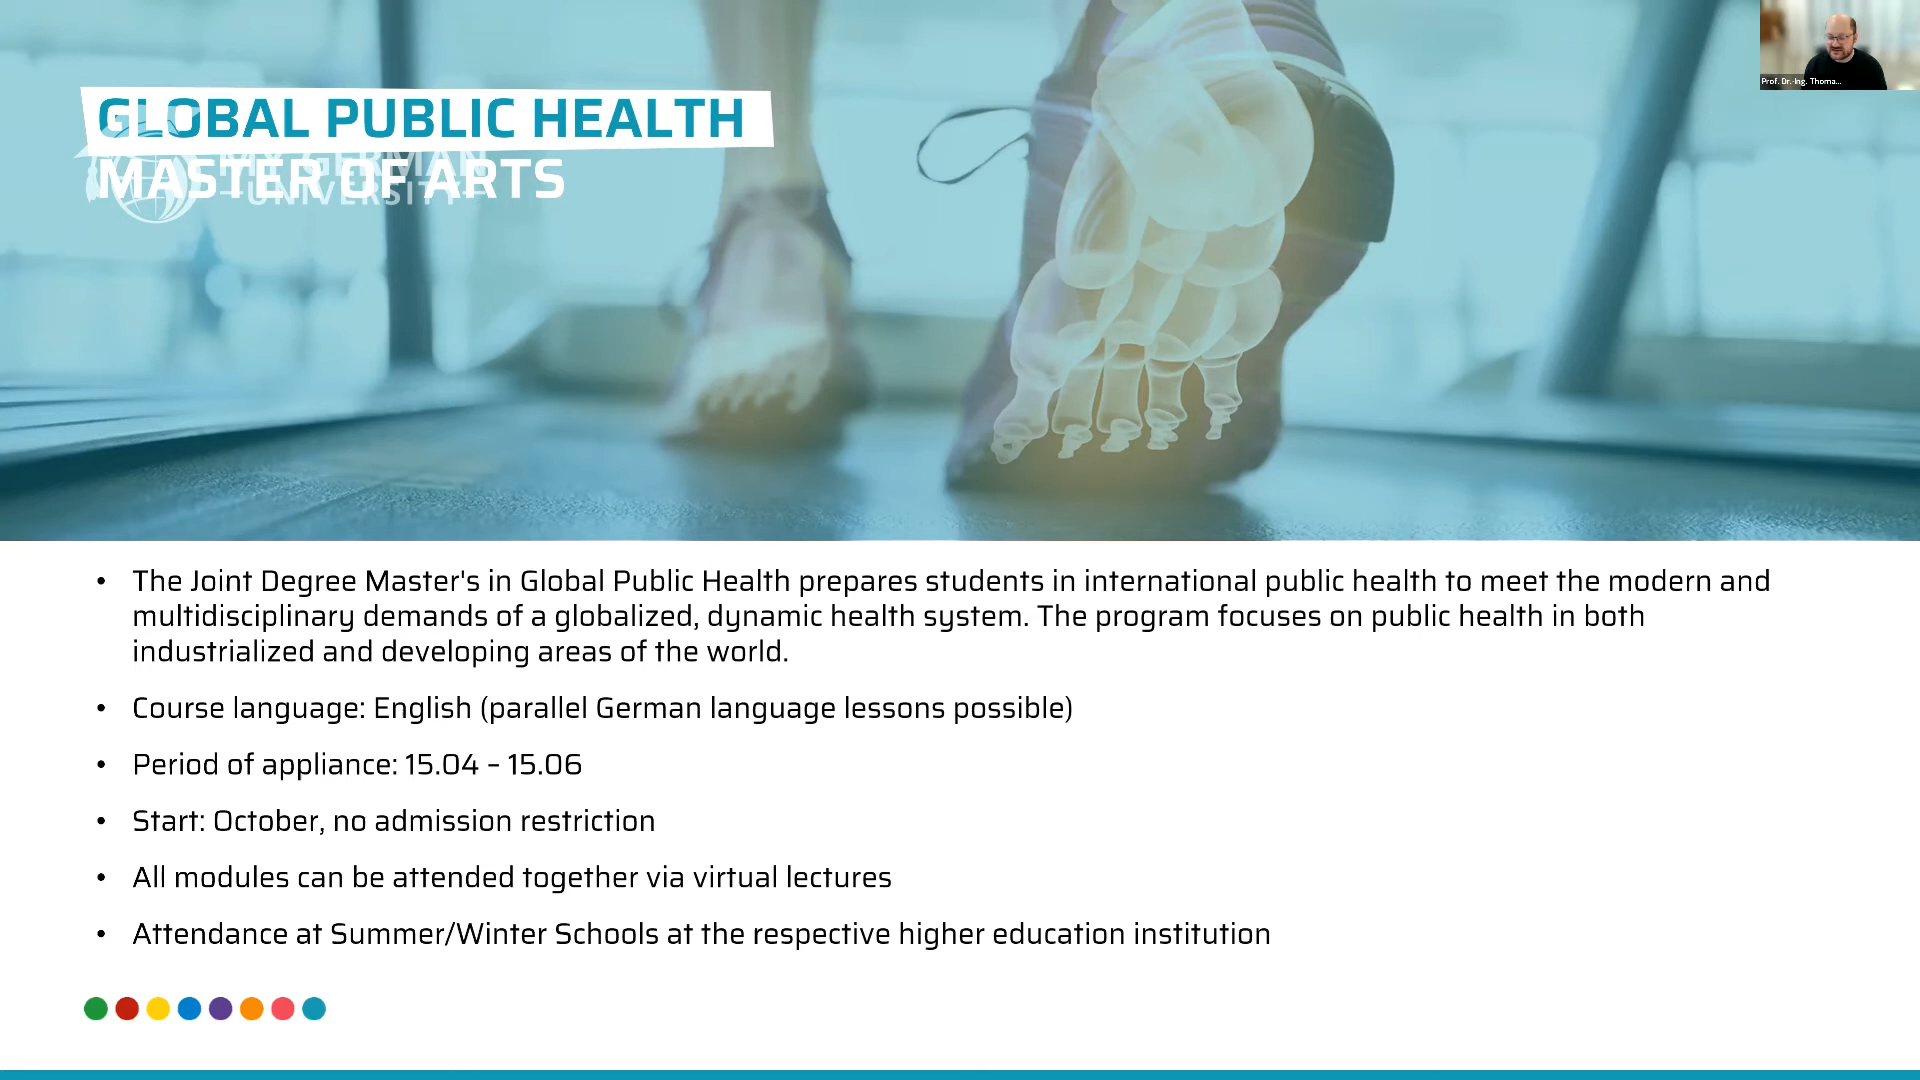 GLOBAL PUBLIC HEALTH
MASTER OF ARTS
MY GERMAN
UNIVERSITY
Prof. Dr.-Ing. Thoma...
• The Joint Degree Master's in Global Public Health prepares students in international public health to meet the modern and
multidisciplinary demands of a globalized, dynamic health system. The program focuses on public health in both
industrialized and developing areas of the world.
• Course language: English (parallel German language lessons possible)
• Period of appliance: 15.04 – 15.06
• Start: October, no admission restriction
• All modules can be attended together via virtual lectures
• Attendance at Summer/Winter Schools at the respective higher education institution